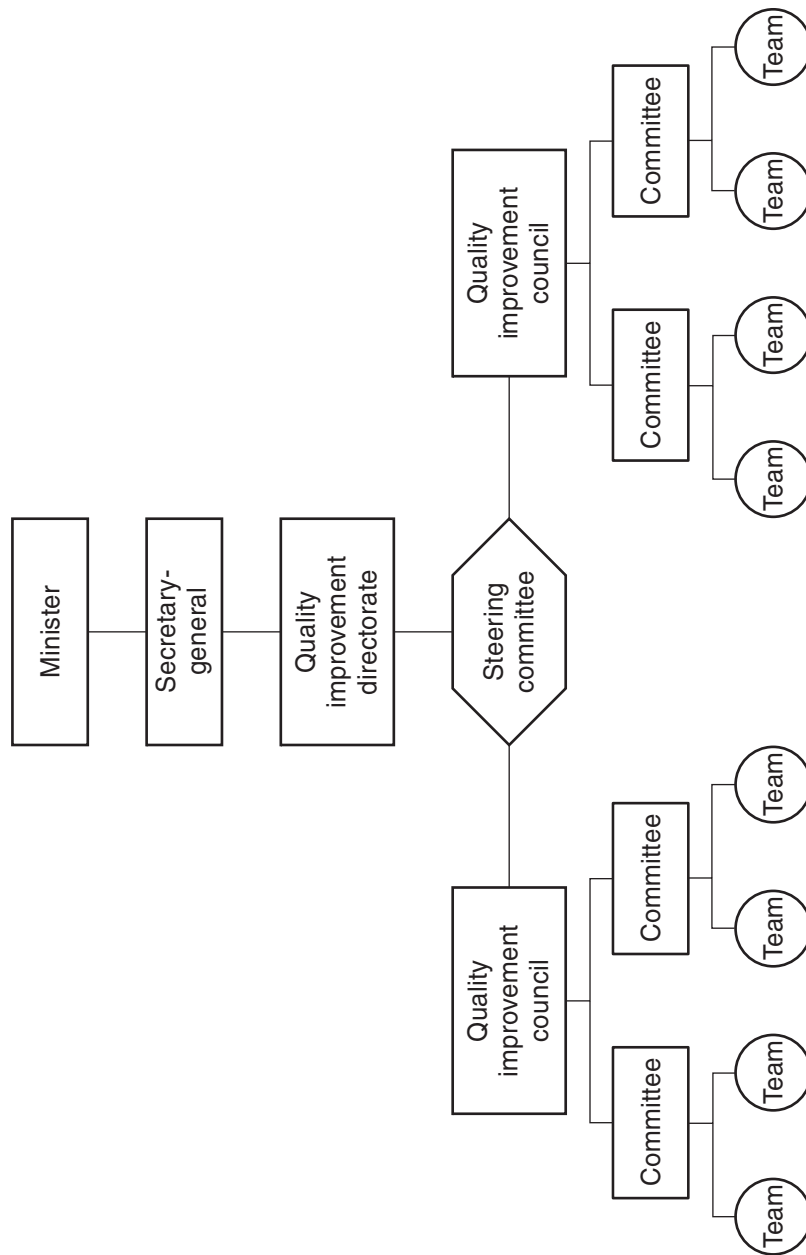 Minister
Secretary-
general
Quality
improvement
directorate
Steering
committee
Quality
improvement
council
Quality
improvement
council
Committee
Committee
Committee
Committee
Team
Team
Team
Team
Team
Team
Team
Team